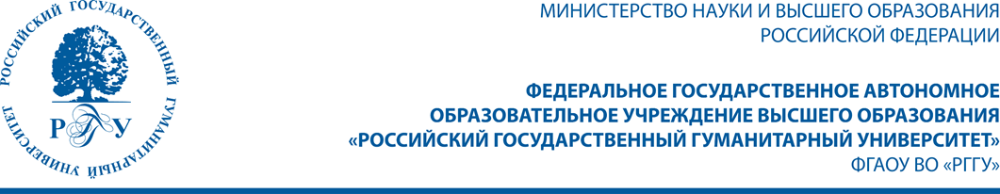 РОССИЙСКИЙ ГОСУДАРСТВЕННЫЙ ГУМАНИТАРНЫЙ УНИВЕРСИТЕТ
РГГУ
МИНИСТЕРСТВО НАУКИ И ВЫСШЕГО ОБРАЗОВАНИЯ
РОССИЙСКОЙ ФЕДЕРАЦИИ
ФЕДЕРАЛЬНОЕ ГОСУДАРСТВЕННОЕ АВТОНОМНОЕ
ОБРАЗОВАТЕЛЬНОЕ УЧРЕЖДЕНИЕ ВЫСШЕГО ОБРАЗОВАНИЯ
«РОССИЙСКИЙ ГОСУДАРСТВЕННЫЙ ГУМАНИТАРНЫЙ УНИВЕРСИТЕТ»
ФГАОУ ВО «РГГУ»